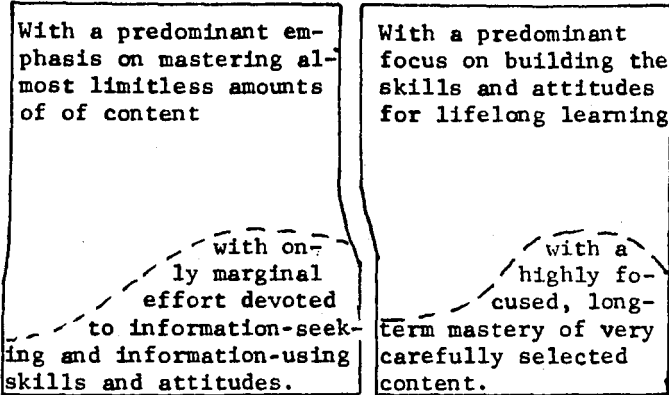 With a predominant em-
phasis on mastering al-
most limitless amounts
of of content
with on-
ly marginal
effort devoted
to information-seek-
ing and information-using
skills and attitudes.
With a predominant
focus on building the
skills and attitudes
for lifelong learning
with a
highly fo-
cused, long-
term mastery of very
carefully selected
content.